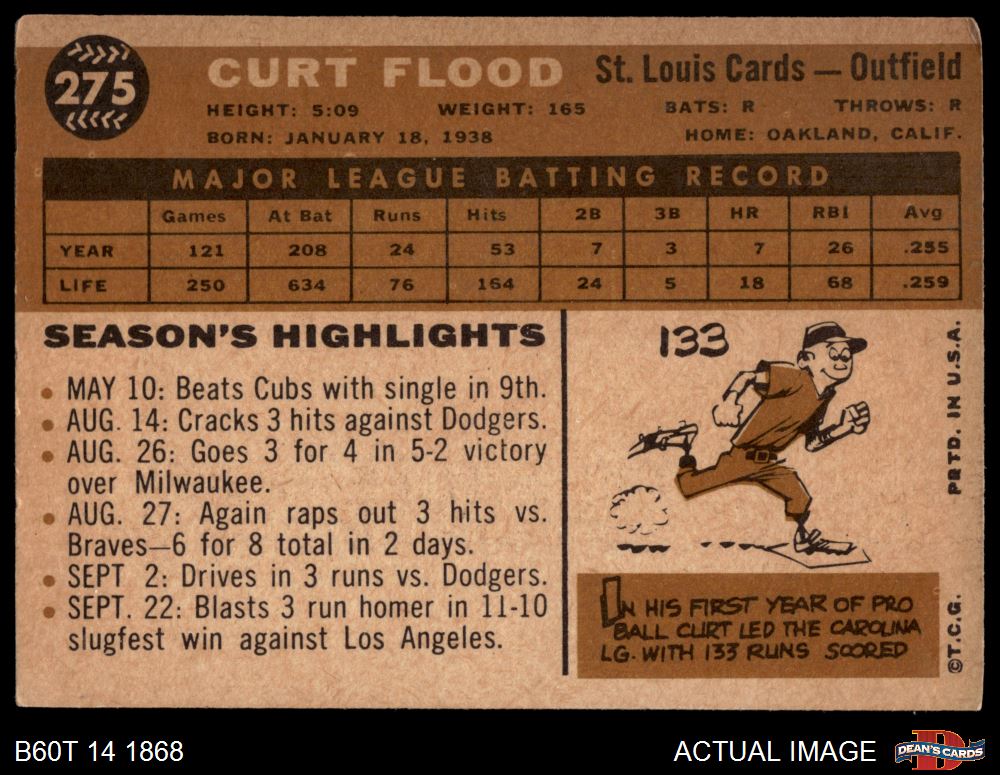 275
CURT FLOOD
St. Louis Cards — Outfield
HEIGHT: 5:09 WEIGHT: 165 BATS: R THROWS: R
BORN: JANUARY 18, 1938 HOME: OAKLAND, CALIF.
MAJOR LEAGUE BATTING RECORD
Games At Bat Runs Hits 2B 3B HR RBI Avg
YEAR 121 208 24 53 7 3 7 26 .255
LIFE 250 634 76 164 24 5 18 68 .259
SEASON'S HIGHLIGHTS
• MAY 10: Beats Cubs with single in 9th.
• AUG. 14: Cracks 3 hits against Dodgers.
• AUG. 26: Goes 3 for 4 in 5-2 victory
over Milwaukee.
• AUG. 27: Again raps out 3 hits vs.
Braves—6 for 8 total in 2 days.
• SEPT 2: Drives in 3 runs vs. Dodgers.
• SEPT. 22: Blasts 3 run homer in 11-10
slugfest win against Los Angeles.
133
IN HIS FIRST YEAR OF PRO
BALL CURT LED THE CAROLINA
LG. WITH 133 RUNS SCORED
©T.C.G. PRTD. IN U.S.A.
B60T 14 1868
ACTUAL IMAGE
D
DEAN'S CARDS